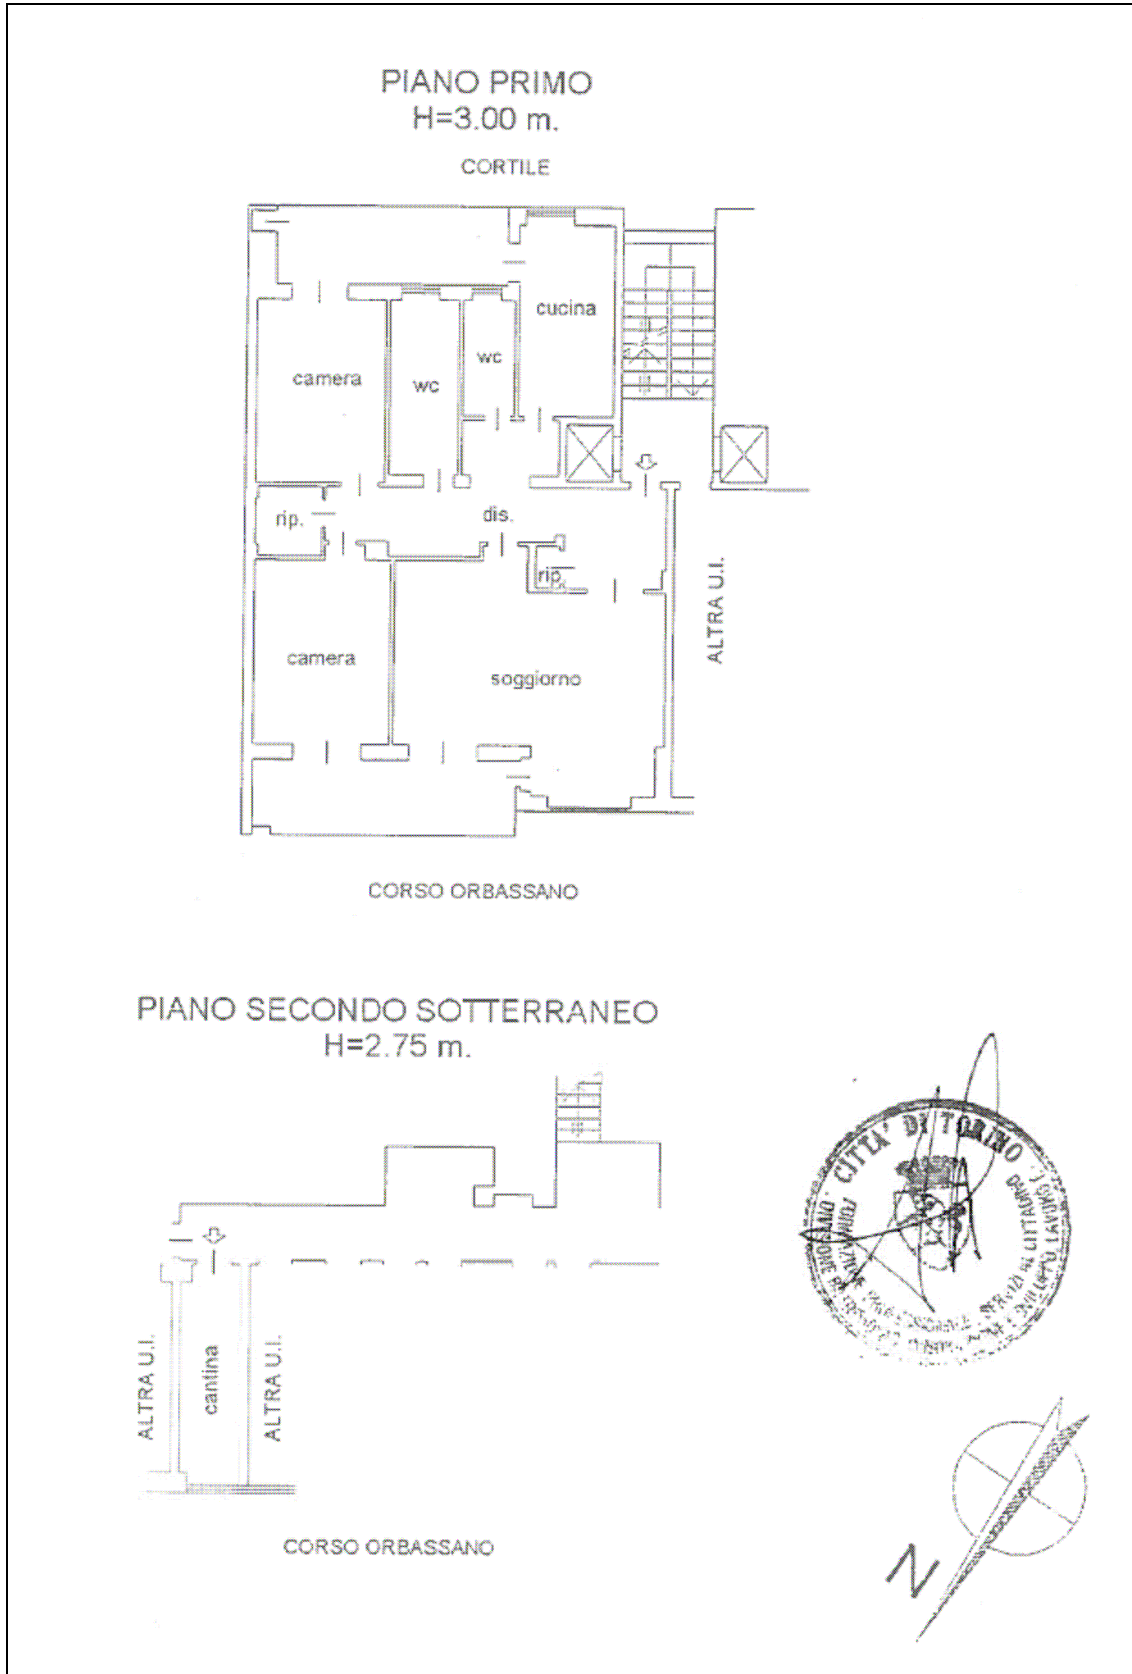 PIANO PRIMO
H=3.00 m.
CORTILE
cucina
camera
wc
wc
rip.
dis.
rip.
ALTRA U.I.
camera
soggiorno
CORSO ORBASSANO
PIANO SECONDO SOTTERRANEO
H=2.75 m.
CITTA' DI TORINO
ALTRA U.I.
cantina
ALTRA U.I.
CORSO ORBASSANO
N